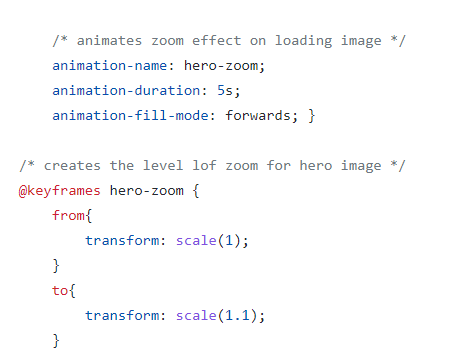 /* animates zoom effect on loading image */
animation-name: hero-zoom;
animation-duration: 5s;
animation-fill-mode: forwards; }
/* creates the level lof zoom for hero image */
@keyframes hero-zoom {
from{
transform: scale(1);
}
to{
transform: scale(1.1);
}